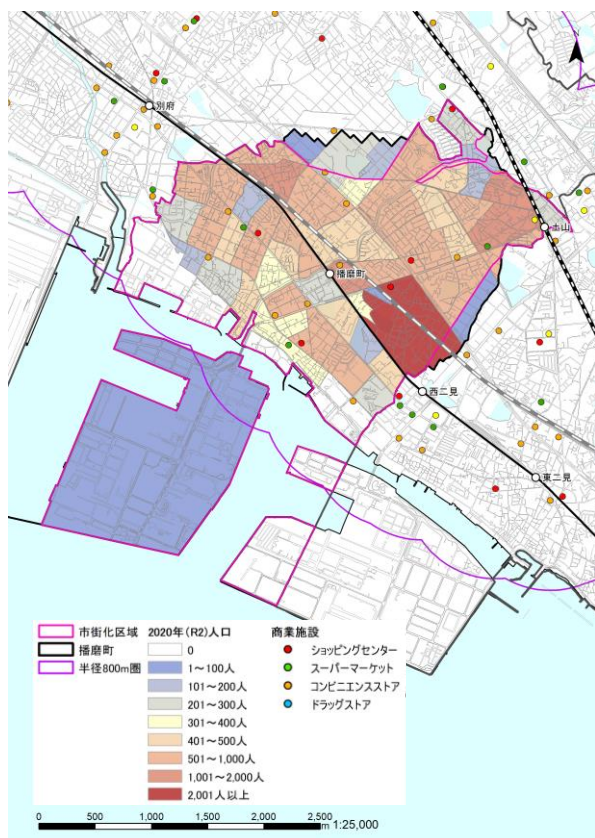 別府
土山
播磨町
西二見
東二見
市街化区域
播磨町
半径800m圏
2020年(R2)人口
0
1～100人
101～200人
201～300人
301～400人
401～500人
501～1,000人
1,001～2,000人
2,001人以上
商業施設
ショッピングセンター
スーパーマーケット
コンビニエンスストア
ドラッグストア
0 500 1,000 1,500 2,000 2,500
m 1:25,000